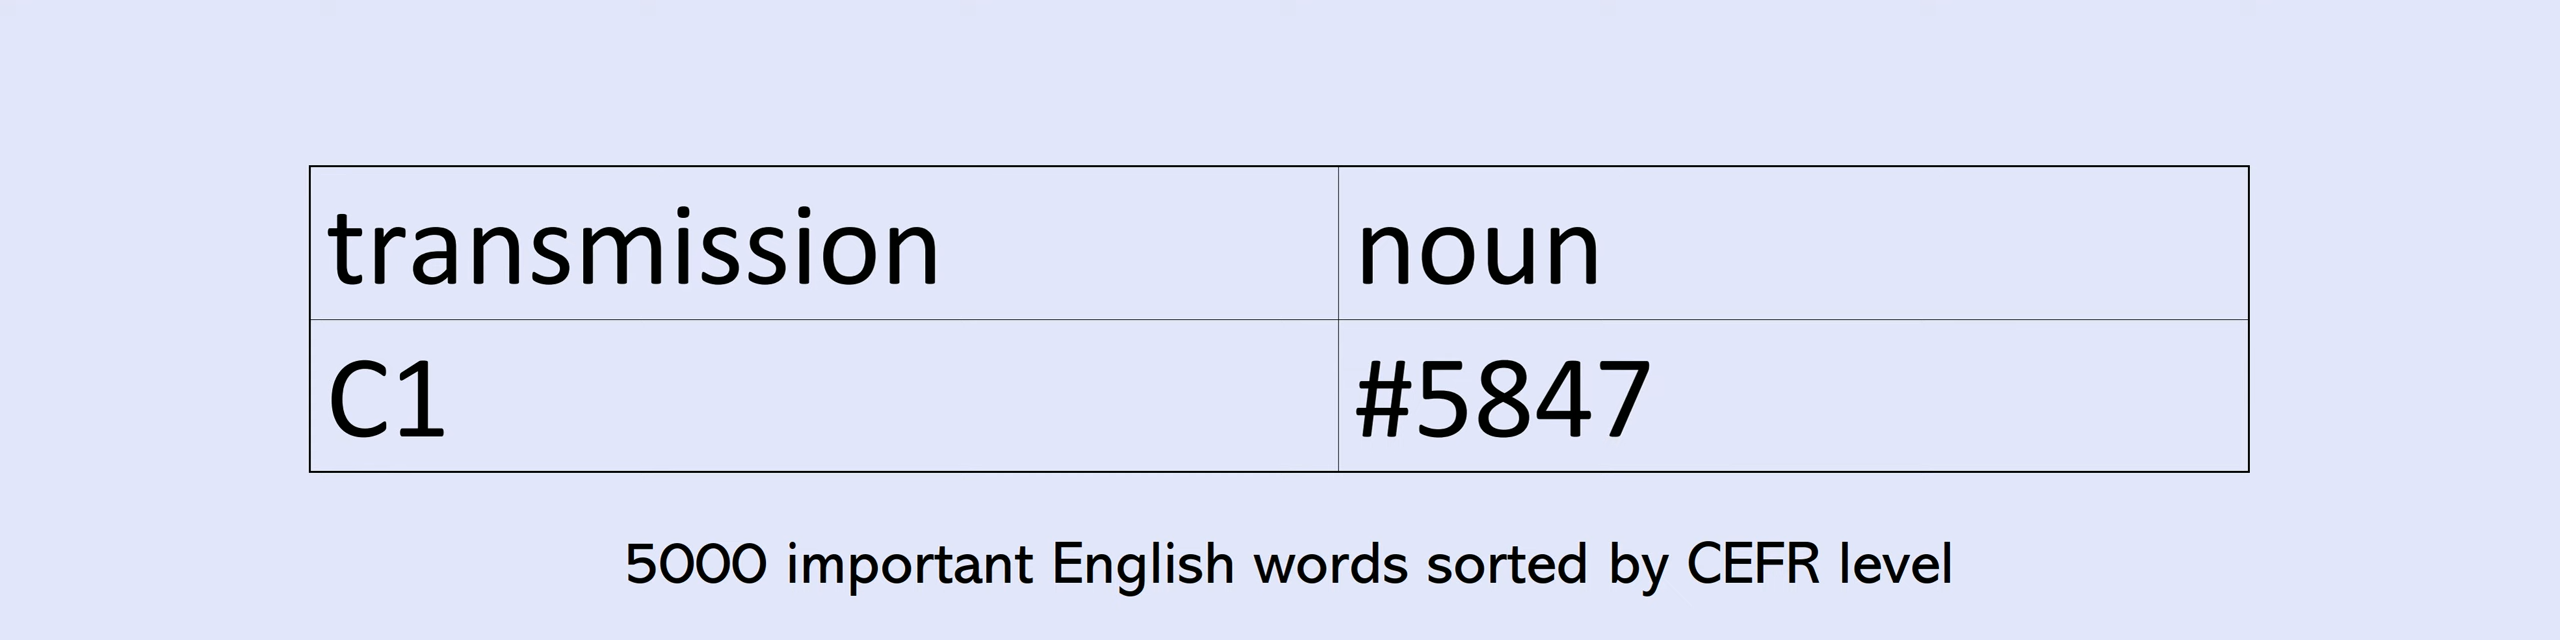 transmission noun
C1 #5847
5000 important English words sorted by CEFR level